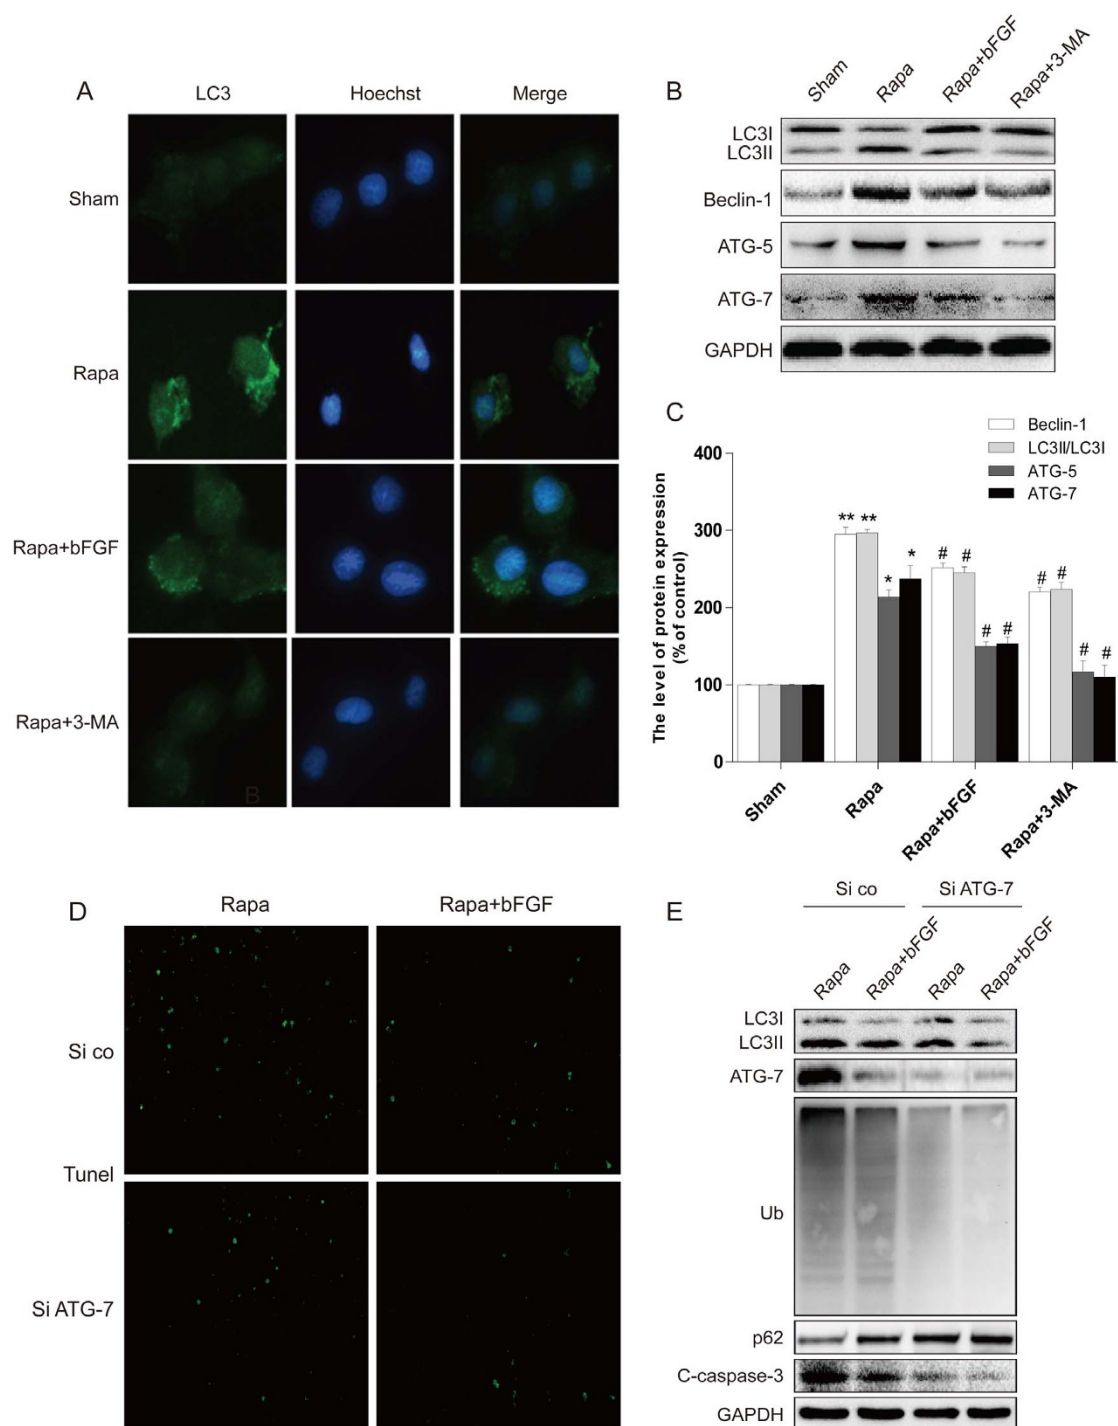 A
LC3 Hoechst Merge
Sham
Rapa
Rapa+bFGF
Rapa+3-MA
B
B
Sham Rapa Rapa+bFGF Rapa+3-MA
LC3I
LC3II
Beclin-1
ATG-5
ATG-7
GAPDH
C
Beclin-1
LC3II/LC3I
ATG-5
ATG-7
The level of protein expression
(% of control)
400
300
200
100
0
** ** * *
# # # #
# # # #
Sham Rapa Rapa+bFGF Rapa+3-MA
D
Rapa Rapa+bFGF
Si co
Tunel
Si ATG-7
E
Si co Si ATG-7
Rapa Rapa+bFGF Rapa Rapa+bFGF
LC3I
LC3II
ATG-7
Ub
p62
C-caspase-3
GAPDH